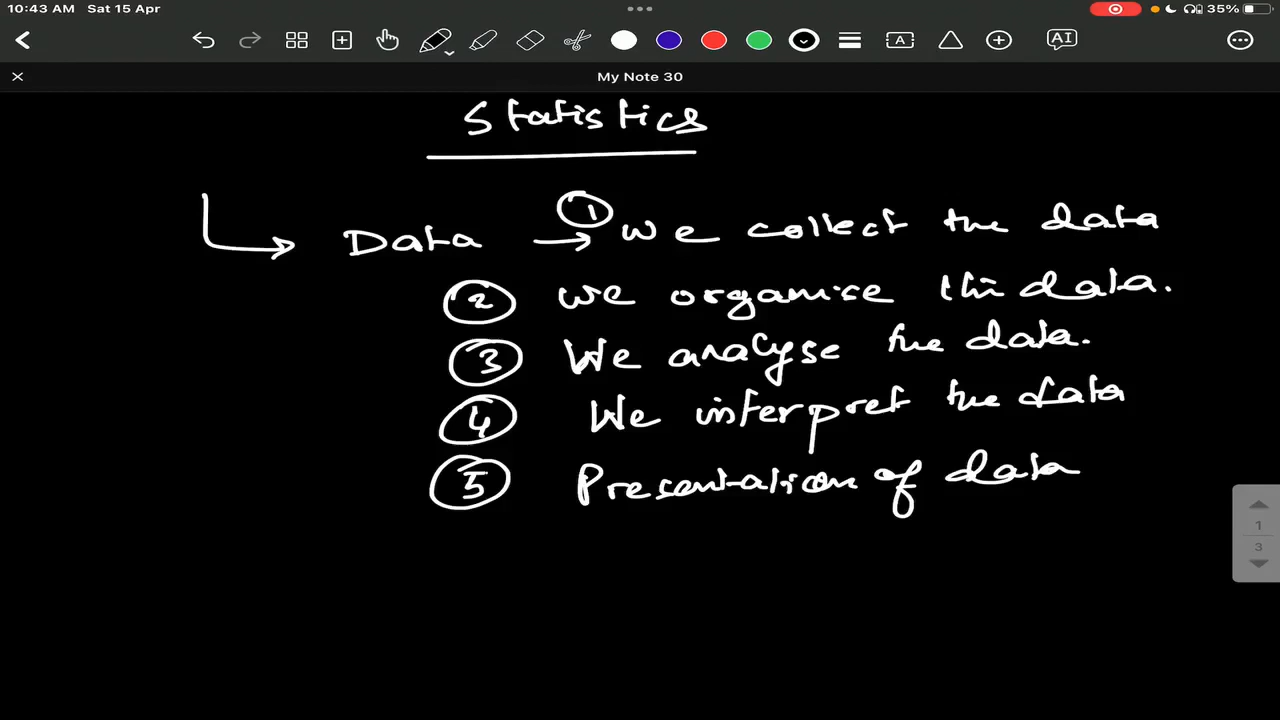 10:43 AM Sat 15 Apr
35%
A
AI
My Note 30
Statistics
Data → ① We collect the data
② We organise the data.
③ We analyse the data.
④ We interpret the data
⑤ Presentation of data
1
3